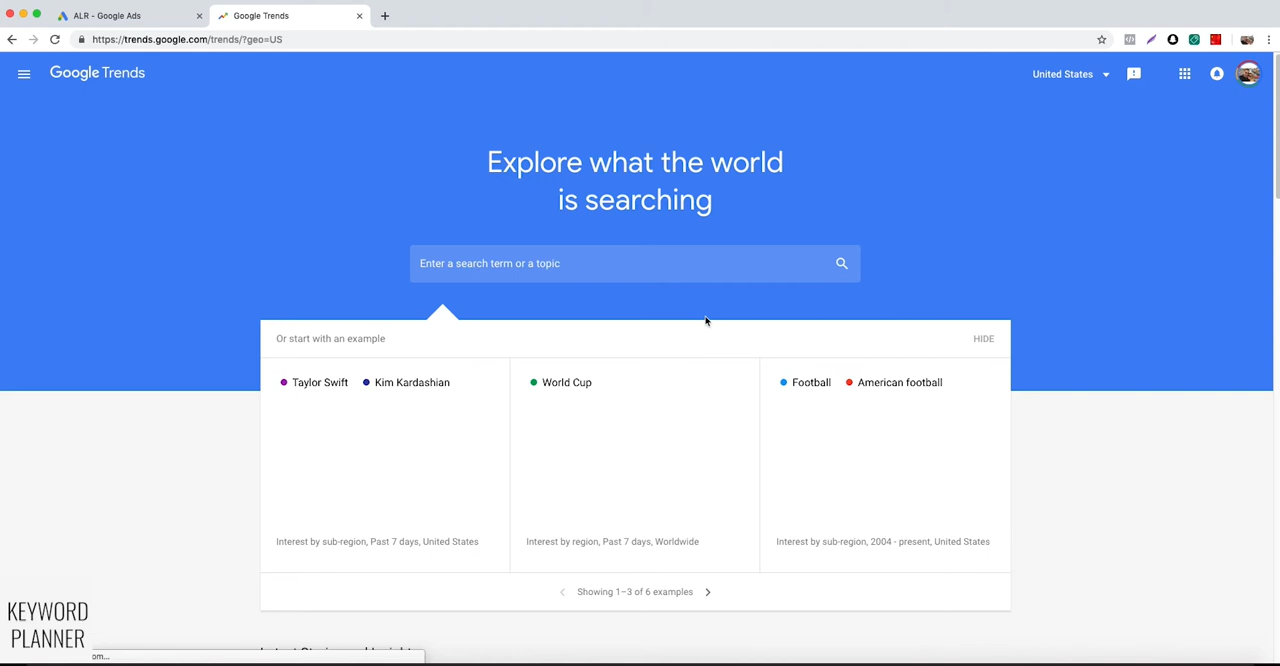 ALR - Google Ads
Google Trends
https://trends.google.com/trends/?geo=US
Google Trends
United States
Explore what the world
is searching
Enter a search term or a topic
Or start with an example
HIDE
Taylor Swift Kim Kardashian
World Cup
Football American football
Interest by sub-region, Past 7 days, United States
Interest by region, Past 7 days, Worldwide
Interest by sub-region, 2004 - present, United States
Showing 1–3 of 6 examples
KEYWORD
PLANNER
om...